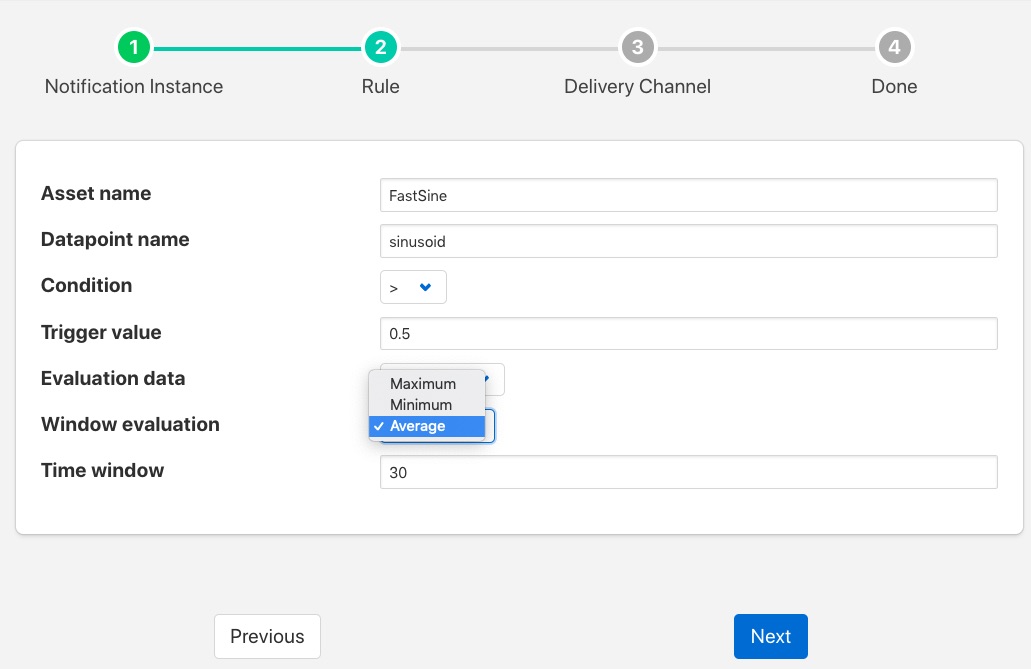 1 2 3 4
Notification Instance Rule Delivery Channel Done
Asset name FastSine
Datapoint name sinusoid
Condition >
Trigger value 0.5
Evaluation data Maximum
Minimum
Window evaluation ✓ Average
Time window 30
Previous Next